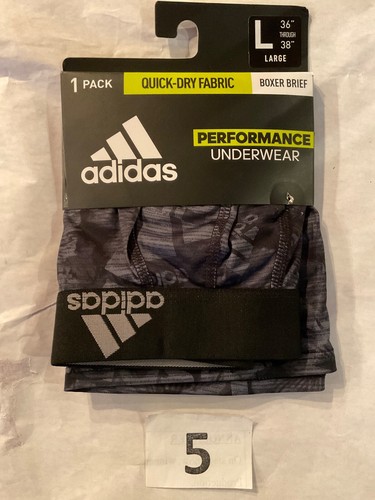 L
36"
THROUGH
38"
LARGE
1 PACK
QUICK-DRY FABRIC
BOXER BRIEF
adidas
PERFORMANCE
UNDERWEAR
adidas
5